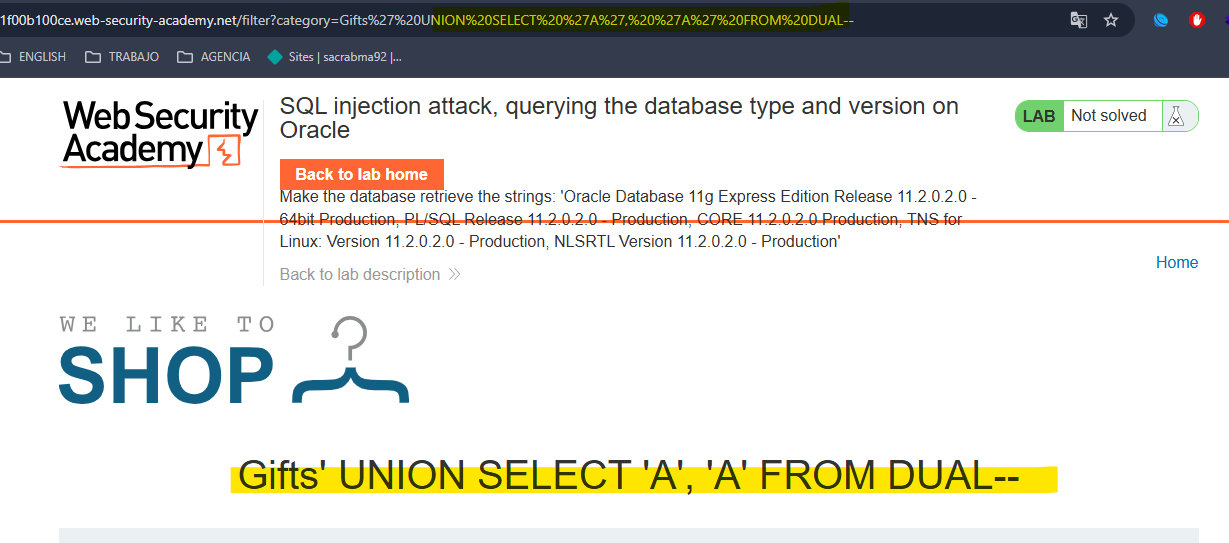 1f00b100ce.web-security-academy.net/filter?category=Gifts%27%20UNION%20SELECT%20%27A%27,%20%27A%27%20FROM%20DUAL--
ENGLISH TRABAJO AGENCIA Sites | sacrabma92 |...
Web Security
Academy
SQL injection attack, querying the database type and version on
Oracle
LAB Not solved
Back to lab home
Make the database retrieve the strings: 'Oracle Database 11g Express Edition Release 11.2.0.2.0 -
64bit Production, PL/SQL Release 11.2.0.2.0 - Production, CORE 11.2.0.2.0 Production, TNS for
Linux: Version 11.2.0.2.0 - Production, NLSRTL Version 11.2.0.2.0 - Production'
Back to lab description
Home
WE LIKE TO
SHOP
Gifts' UNION SELECT 'A', 'A' FROM DUAL--